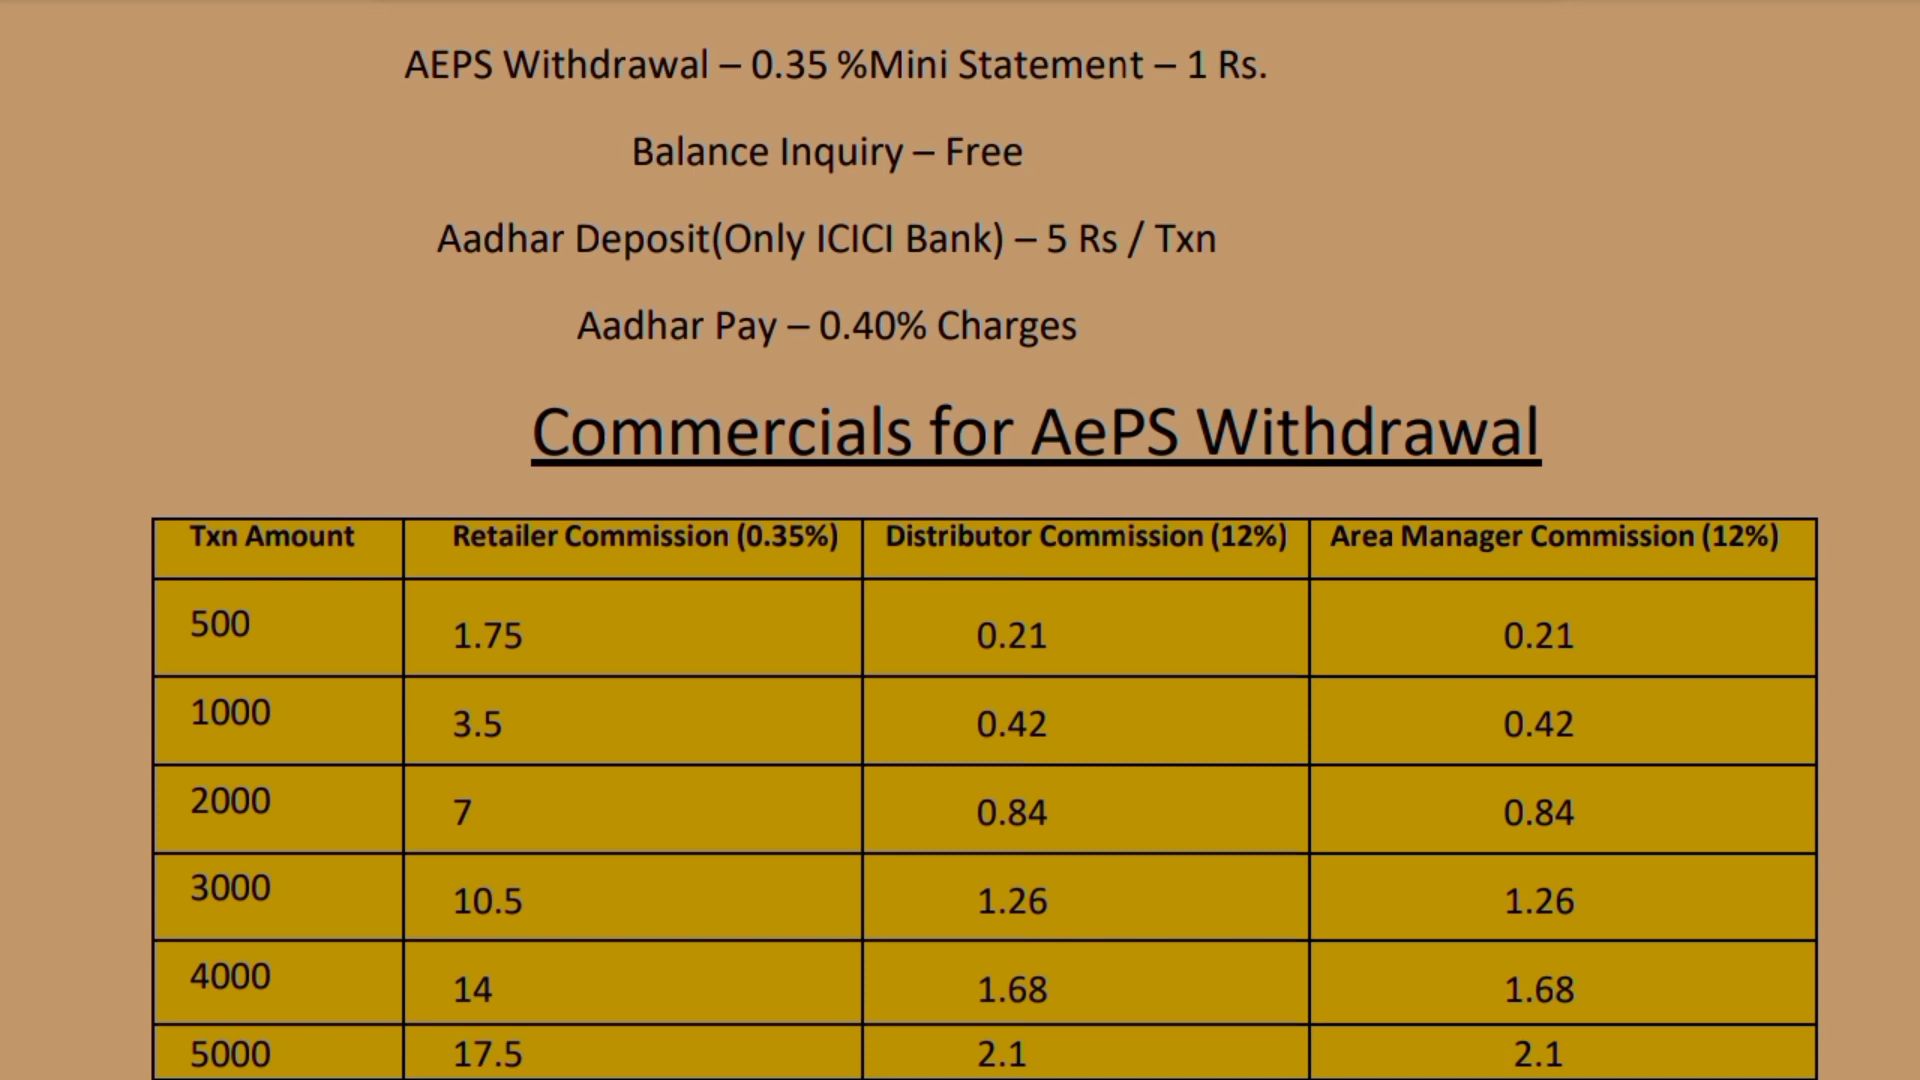 AEPS Withdrawal – 0.35 %Mini Statement – 1 Rs.
Balance Inquiry – Free
Aadhar Deposit(Only ICICI Bank) – 5 Rs / Txn
Aadhar Pay – 0.40% Charges
Commercials for AePS Withdrawal
Txn Amount Retailer Commission (0.35%) Distributor Commission (12%) Area Manager Commission (12%)
500 1.75 0.21 0.21
1000 3.5 0.42 0.42
2000 7 0.84 0.84
3000 10.5 1.26 1.26
4000 14 1.68 1.68
5000 17.5 2.1 2.1